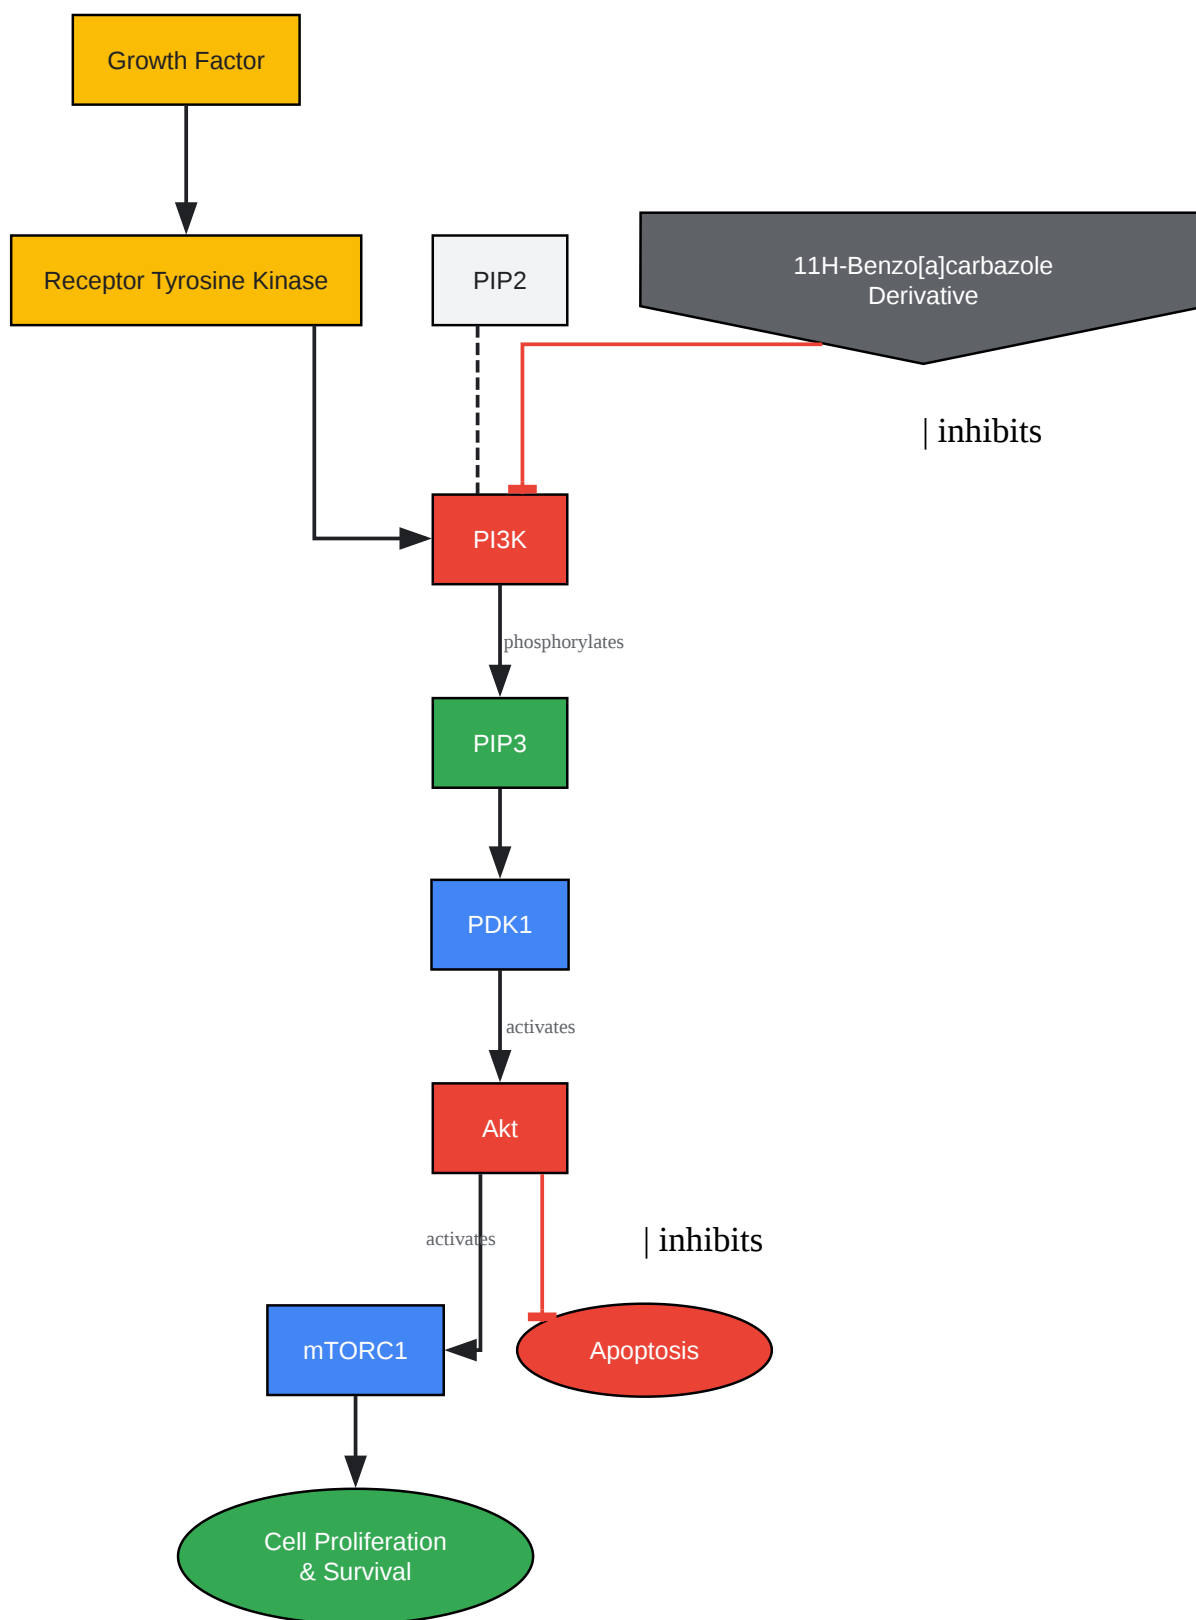 Growth Factor
Receptor Tyrosine Kinase
PIP2
11H-Benzo[a]carbazole
Derivative
| inhibits
PI3K
phosphorylates
PIP3
PDK1
activates
Akt
activates
| inhibits
mTORC1
Apoptosis
Cell Proliferation
& Survival